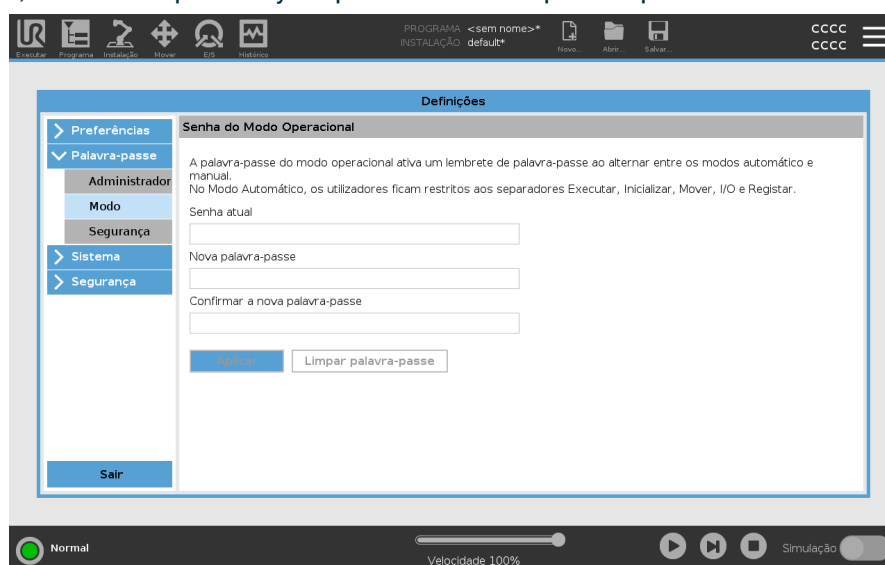 PROGRAMA <sem nome>*
INSTALAÇÃO default*
cccc
cccc
Executar Programa Instalação Mover E/S Histórico Novo... Abrir... Salvar...
Definições
Preferências
Palavra-passe
Administrador
Modo
Segurança
Sistema
Segurança
Sair
Senha do Modo Operacional
A palavra-passe do modo operacional ativa um lembrete de palavra-passe ao alternar entre os modos automático e
manual.
No Modo Automático, os utilizadores ficam restritos aos separadores Executar, Inicializar, Mover, I/O e Registar.
Senha atual
Nova palavra-passe
Confirmar a nova palavra-passe
Aplicar Limpar palavra-passe
Normal
Velocidade 100%
Simulação